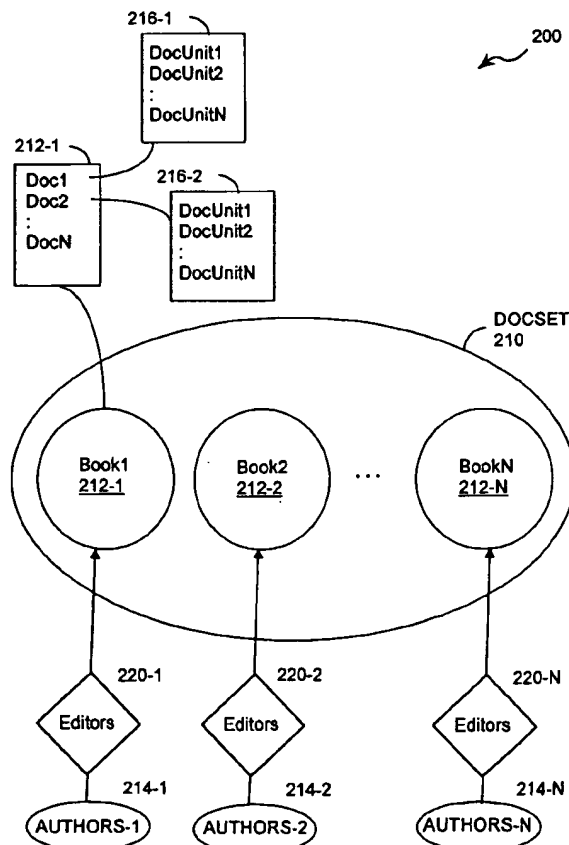 216-1
200
DocUnit1
DocUnit2
:
DocUnitN
212-1
Doc1
Doc2
:
DocN
216-2
DocUnit1
DocUnit2
:
DocUnitN
DOCSET
210
Book1
212-1
Book2
212-2
...
BookN
212-N
220-1
220-2
220-N
Editors
Editors
Editors
214-1
214-2
214-N
AUTHORS-1
AUTHORS-2
AUTHORS-N